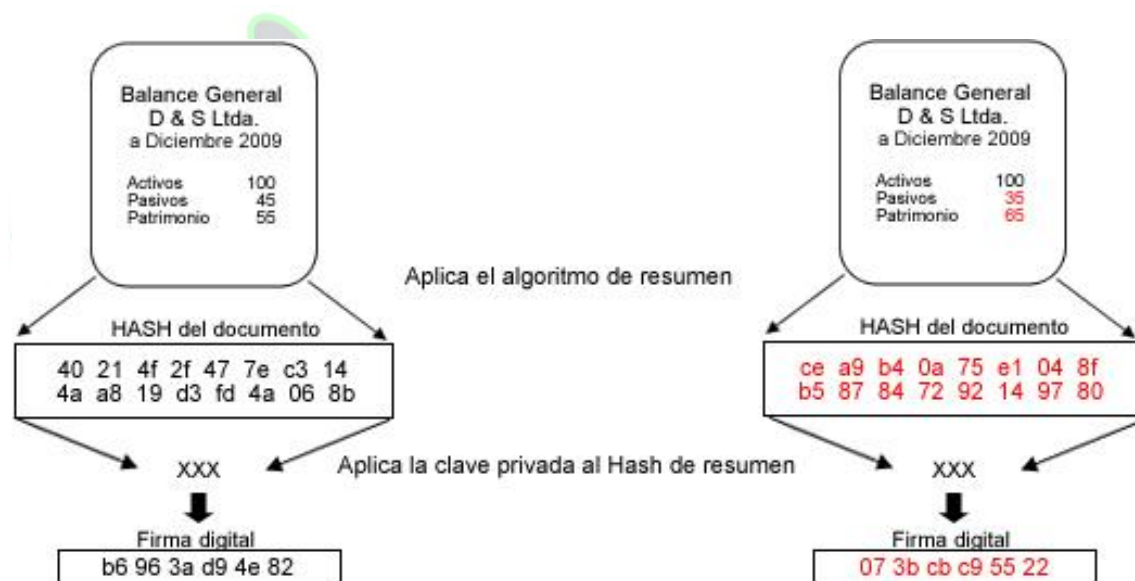 Balance General
D & S Ltda.
a Diciembre 2009
Activos 100
Pasivos 45
Patrimonio 55
Balance General
D & S Ltda.
a Diciembre 2009
Activos 100
Pasivos 35
Patrimonio 65
Aplica el algoritmo de resumen
HASH del documento
40 21 4f 2f 47 7e c3 14
4a a8 19 d3 fd 4a 06 8b
HASH del documento
ce a9 b4 0a 75 e1 04 8f
b5 87 84 72 92 14 97 80
Aplica la clave privada al Hash de resumen
XXX
XXX
Firma digital
b6 96 3a d9 4e 82
Firma digital
07 3b cb c9 55 22